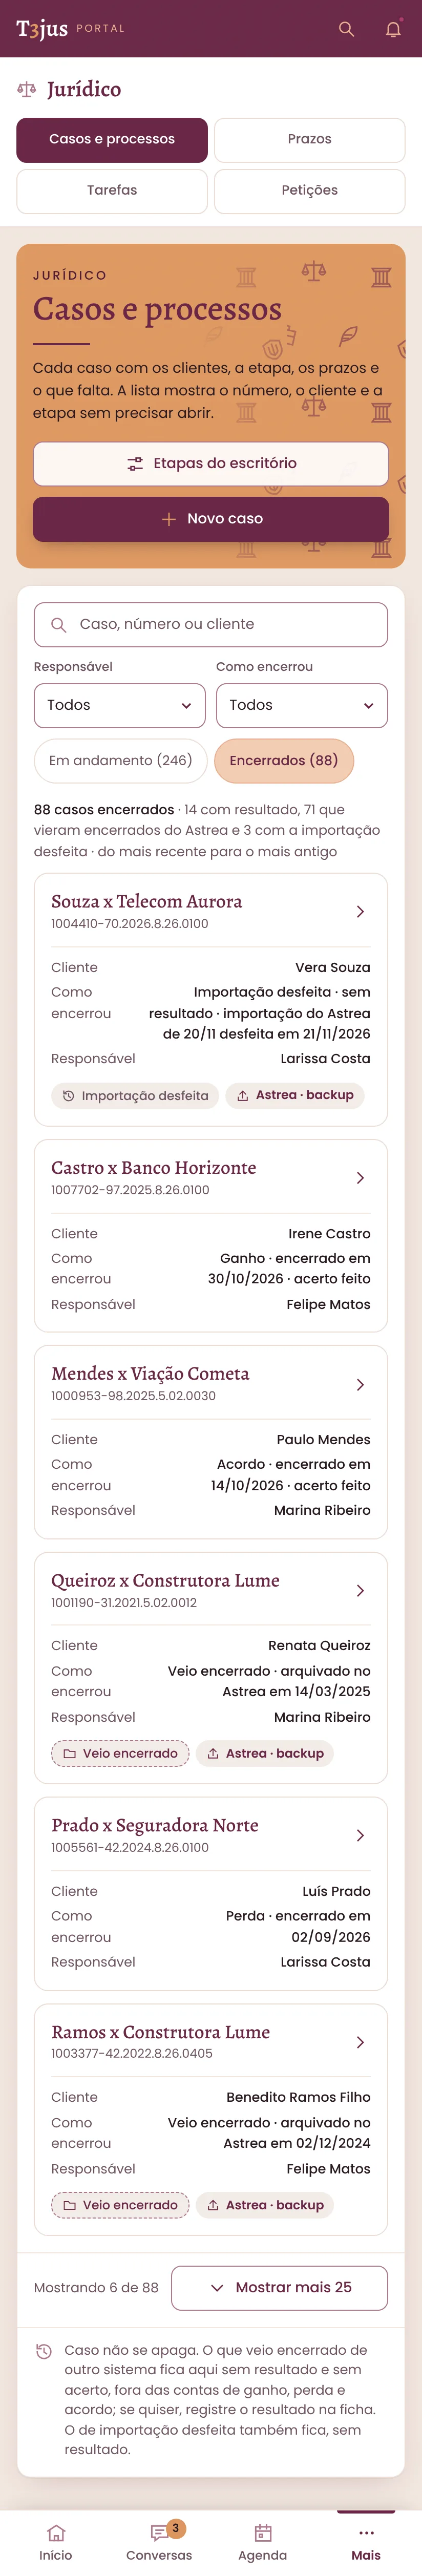 T3jus PORTAL
Jurídico
Casos e processos
Prazos
Tarefas
Petições
JURÍDICO
Casos e processos
Cada caso com os clientes, a etapa, os prazos e
o que falta. A lista mostra o número, o cliente e a
etapa sem precisar abrir.
Etapas do escritório
Novo caso
Caso, número ou cliente
Responsável
Como encerrou
Todos
Todos
Em andamento (246)
Encerrados (88)
88 casos encerrados · 14 com resultado, 71 que
vieram encerrados do Astrea e 3 com a importação
desfeita · do mais recente para o mais antigo
Souza x Telecom Aurora
1004410-70.2026.8.26.0100
Cliente
Vera Souza
Como
encerrou
Importação desfeita · sem
resultado · importação do Astrea
de 20/11 desfeita em 21/11/2026
Responsável
Larissa Costa
Importação desfeita
Astrea · backup
Castro x Banco Horizonte
1007702-97.2025.8.26.0100
Cliente
Irene Castro
Como
encerrou
Ganho · encerrado em
30/10/2026 · acerto feito
Responsável
Felipe Matos
Mendes x Viação Cometa
1000953-98.2025.5.02.0030
Cliente
Paulo Mendes
Como
encerrou
Acordo · encerrado em
14/10/2026 · acerto feito
Responsável
Marina Ribeiro
Queiroz x Construtora Lume
1001190-31.2021.5.02.0012
Cliente
Renata Queiroz
Como
encerrou
Veio encerrado · arquivado no
Astrea em 14/03/2025
Responsável
Marina Ribeiro
Veio encerrado
Astrea · backup
Prado x Seguradora Norte
1005561-42.2024.8.26.0100
Cliente
Luís Prado
Como
encerrou
Perda · encerrado em
02/09/2026
Responsável
Larissa Costa
Ramos x Construtora Lume
1003377-42.2022.8.26.0405
Cliente
Benedito Ramos Filho
Como
encerrou
Veio encerrado · arquivado no
Astrea em 02/12/2024
Responsável
Felipe Matos
Veio encerrado
Astrea · backup
Mostrando 6 de 88
Mostrar mais 25
Caso não se apaga. O que veio encerrado de
outro sistema fica aqui sem resultado e sem
acerto, fora das contas de ganho, perda e
acordo; se quiser, registre o resultado na ficha.
O de importação desfeita também fica, sem
resultado.
3
Início
Conversas
Agenda
Mais